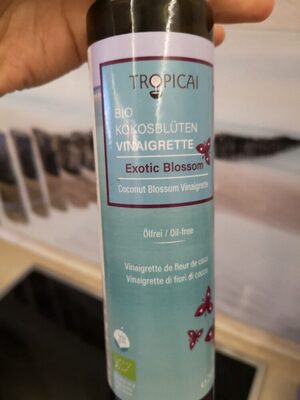 TROPICAI
BIO
KOKOSBLÜTEN
VINAIGRETTE
Exotic Blossom
Coconut Blossom Vinaigrette
Ölfrei / Oil-free
Vinaigrette de fleur de coco
Vinaigrette di fiori di cocco